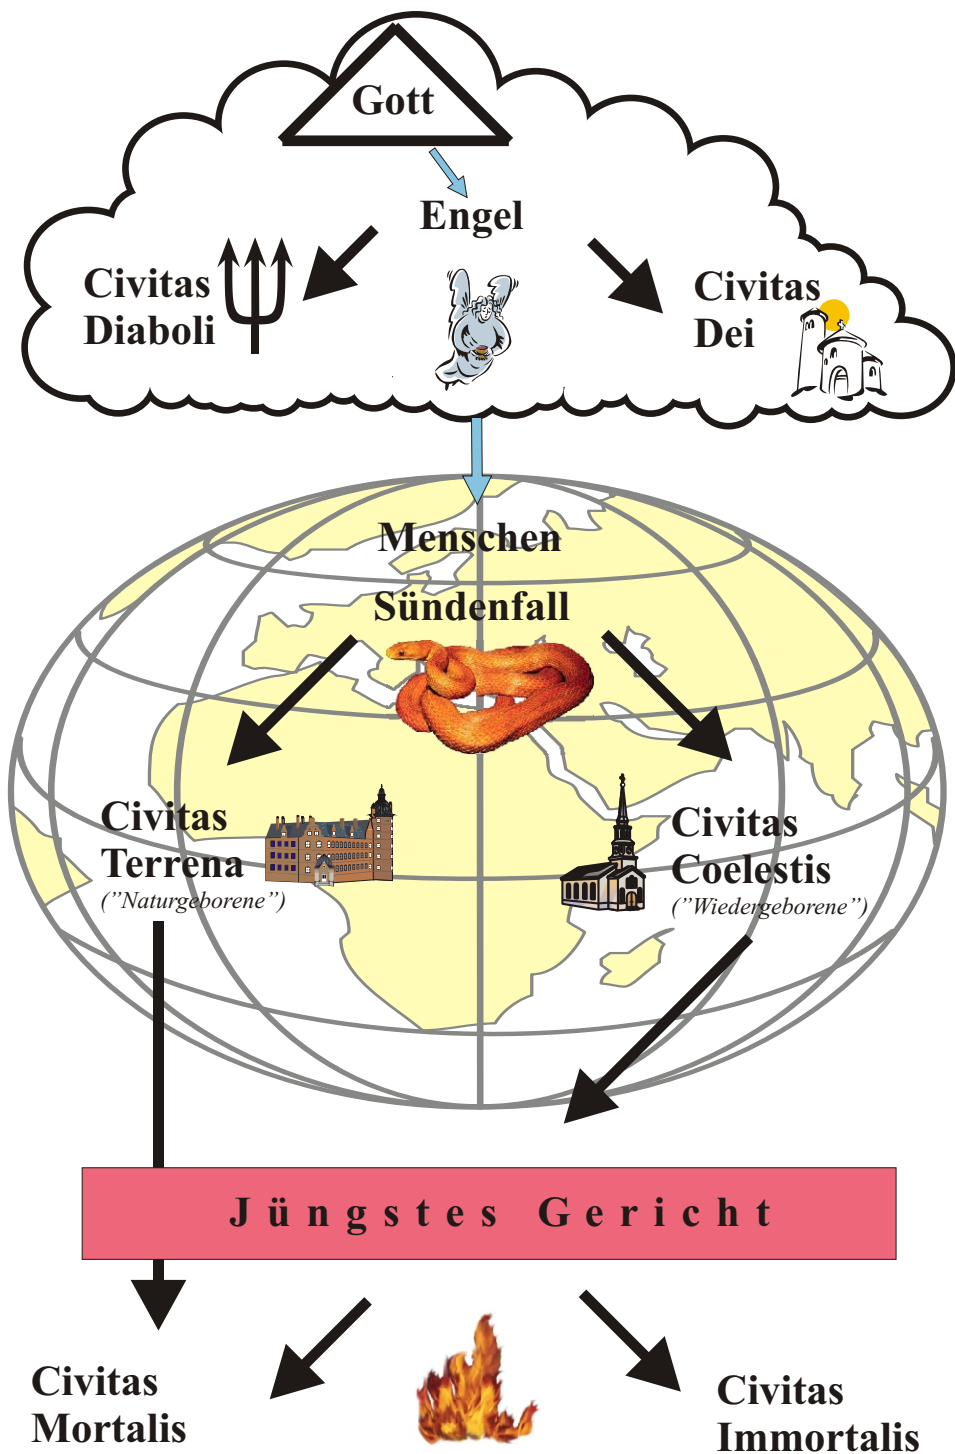 Gott
Engel
Civitas
Diaboli
Civitas
Dei
Menschen
Sündenfall
Civitas
Terrena
("Naturgeborene")
Civitas
Coelestis
("Wiedergeborene")
Jüngstes Gericht
Civitas
Mortalis
Civitas
Immortalis